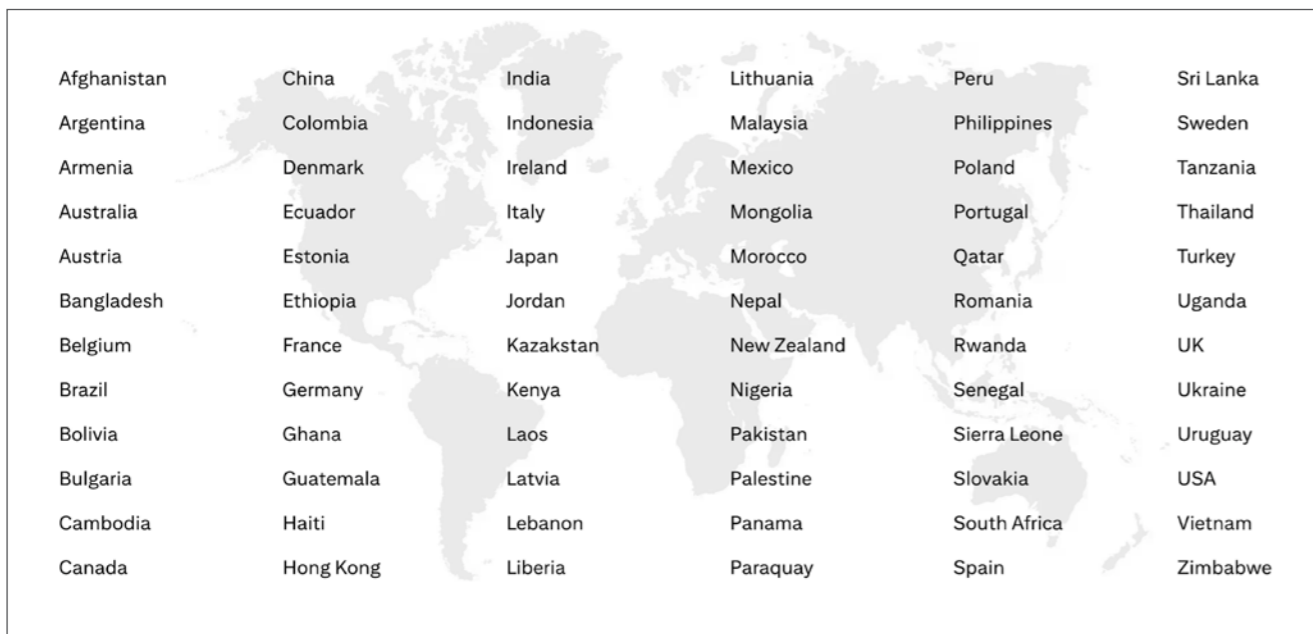 Afghanistan
Argentina
Armenia
Australia
Austria
Bangladesh
Belgium
Brazil
Bolivia
Bulgaria
Cambodia
Canada
China
Colombia
Denmark
Ecuador
Estonia
Ethiopia
France
Germany
Ghana
Guatemala
Haiti
Hong Kong
India
Indonesia
Ireland
Italy
Japan
Jordan
Kazakstan
Kenya
Laos
Latvia
Lebanon
Liberia
Lithuania
Malaysia
Mexico
Mongolia
Morocco
Nepal
New Zealand
Nigeria
Pakistan
Palestine
Panama
Paraquay
Peru
Philippines
Poland
Portugal
Qatar
Romania
Rwanda
Senegal
Sierra Leone
Slovakia
South Africa
Spain
Sri Lanka
Sweden
Tanzania
Thailand
Turkey
Uganda
UK
Ukraine
Uruguay
USA
Vietnam
Zimbabwe